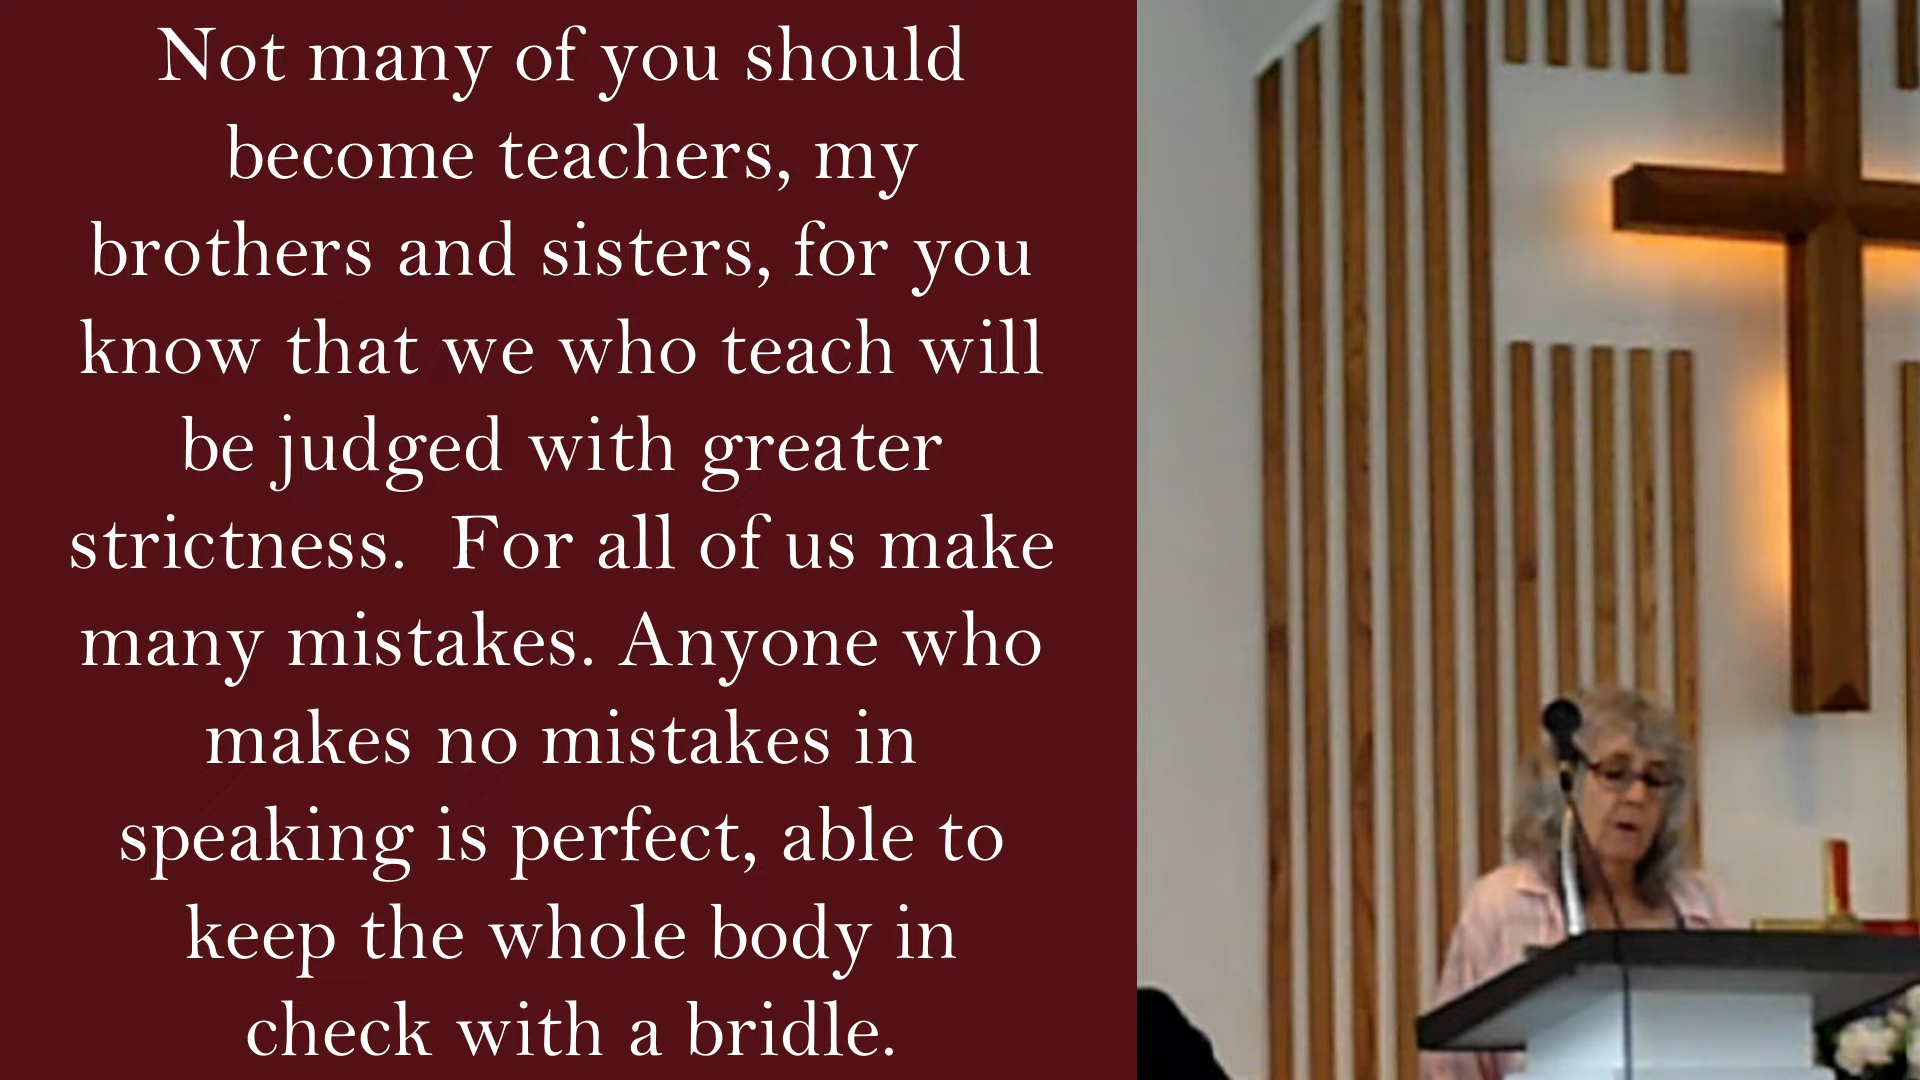 Not many of you should
become teachers, my
brothers and sisters, for you
know that we who teach will
be judged with greater
strictness.  For all of us make
many mistakes. Anyone who
makes no mistakes in
speaking is perfect, able to
keep the whole body in
check with a bridle.